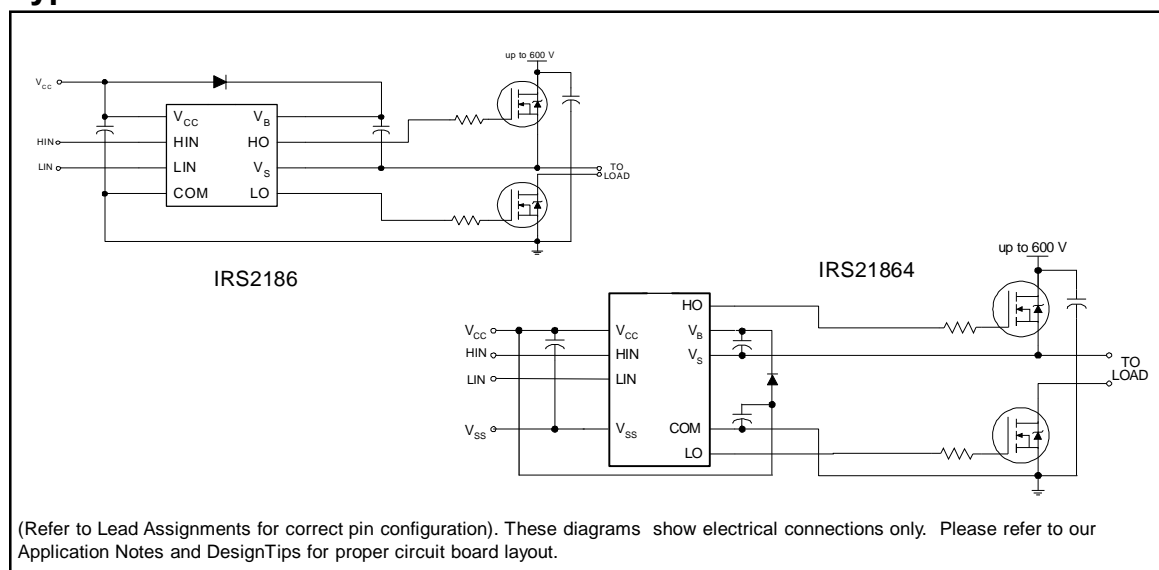 up to 600 V
VCC
VCC
VB
HIN
HIN
HO
LIN
LIN
VS
TO
LOAD
COM
LO
IRS2186
IRS21864
up to 600 V
HO
VCC
VCC
VB
HIN
HIN
VS
TO
LOAD
LIN
LIN
VSS
VSS
COM
LO
(Refer to Lead Assignments for correct pin configuration). These diagrams show electrical connections only. Please refer to our
Application Notes and DesignTips for proper circuit board layout.